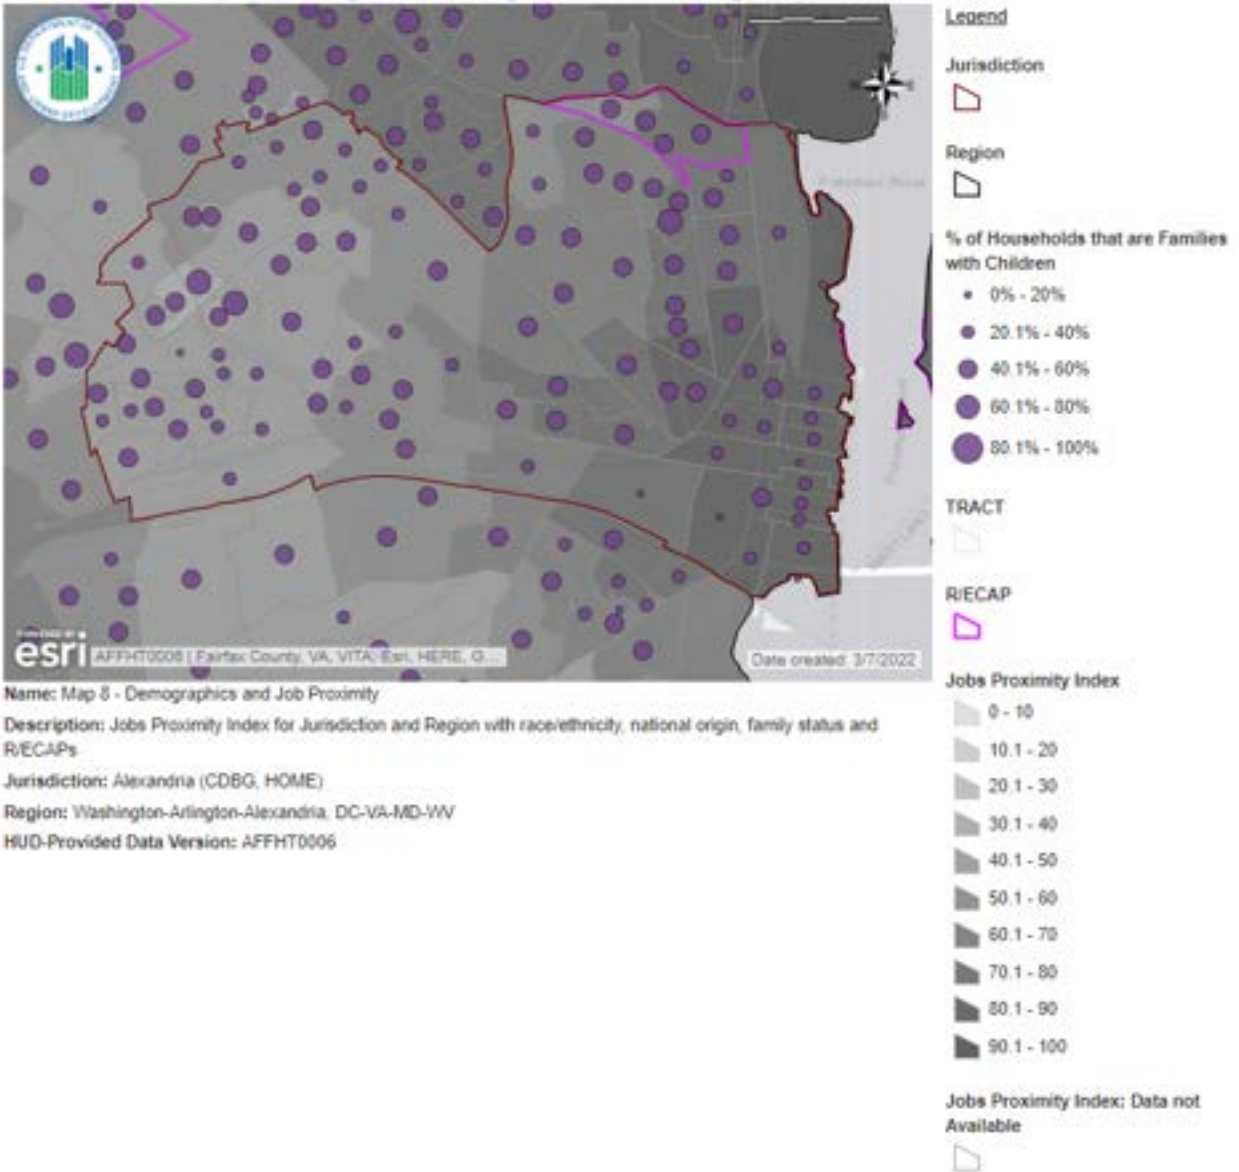 POWERED BY
esri
AFFHT0006 | Fairfax County, VA, VITA, Esri, HERE, G...
Date created: 3/7/2022
Name: Map 8 - Demographics and Job Proximity
Description: Jobs Proximity Index for Jurisdiction and Region with race/ethnicity, national origin, family status and
R/ECAPs
Jurisdiction: Alexandria (CDBG, HOME)
Region: Washington-Arlington-Alexandria, DC-VA-MD-WV
HUD-Provided Data Version: AFFHT0006
Legend
Jurisdiction
Region
% of Households that are Families
with Children
0% - 20%
20.1% - 40%
40.1% - 60%
60.1% - 80%
80.1% - 100%
TRACT
R/ECAP
Jobs Proximity Index
0 - 10
10.1 - 20
20.1 - 30
30.1 - 40
40.1 - 50
50.1 - 60
60.1 - 70
70.1 - 80
80.1 - 90
90.1 - 100
Jobs Proximity Index: Data not
Available